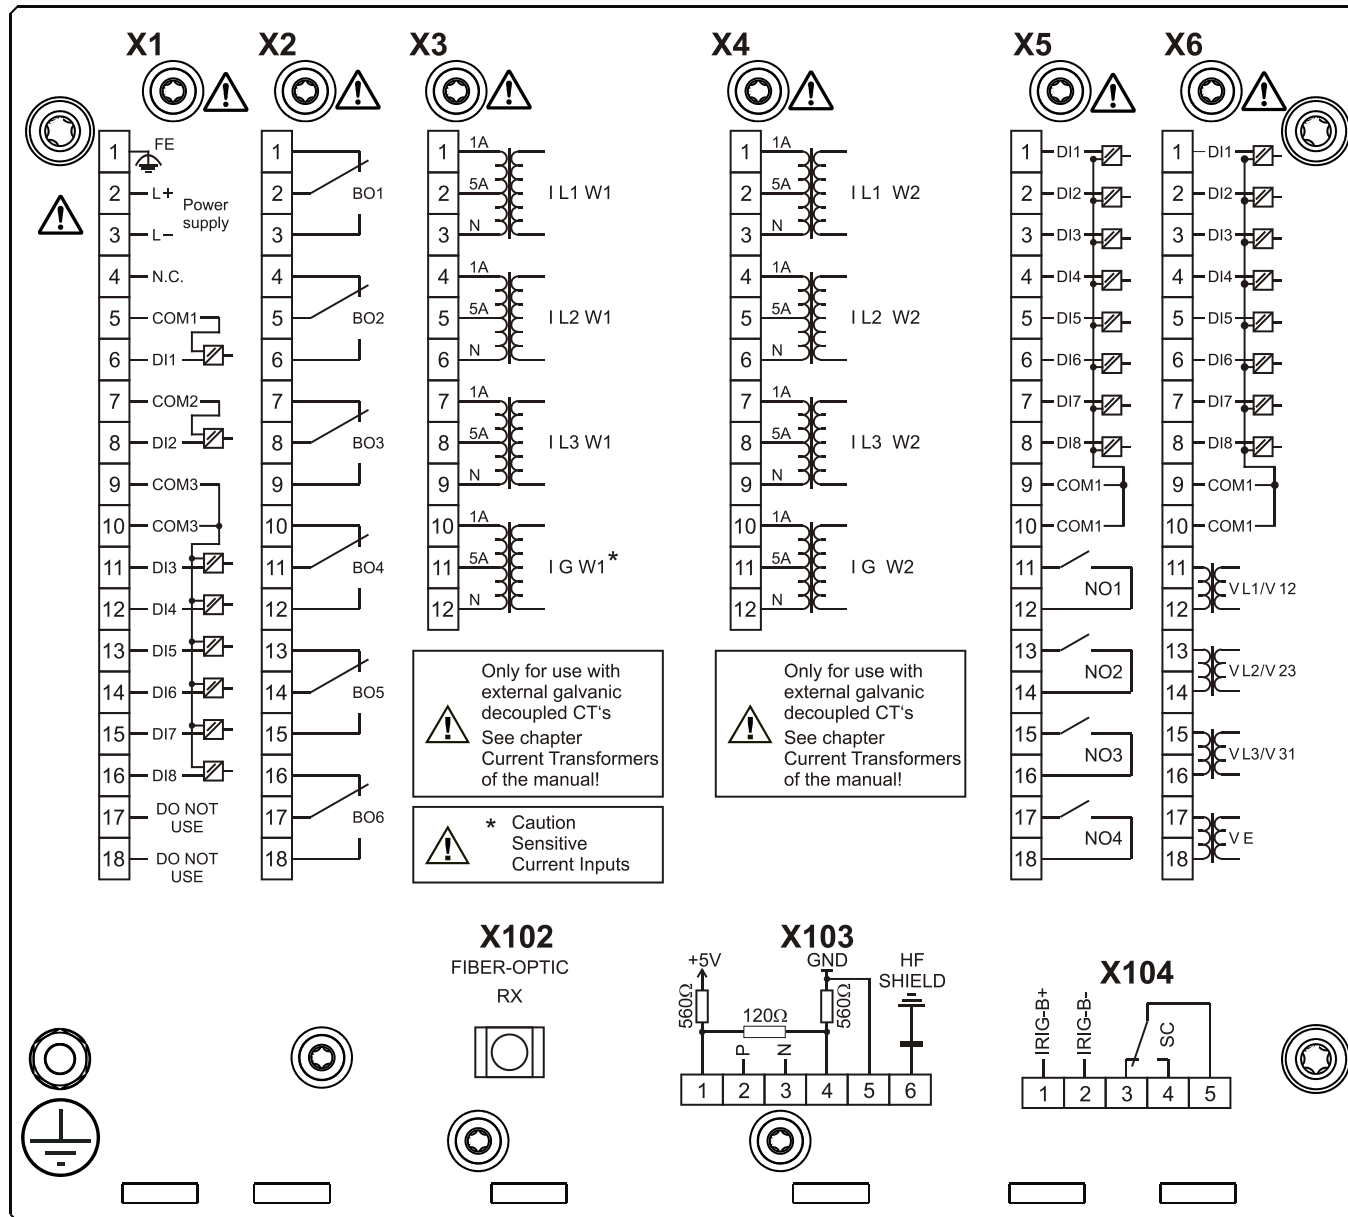 X1
1 FE
2 L+ Power
supply
3 L−
4 N.C.
5 COM1
6 DI1
7 COM2
8 DI2
9 COM3
10 COM3
11 DI3
12 DI4
13 DI5
14 DI6
15 DI7
16 DI8
17 DO NOT
USE
18 DO NOT
USE
X2
1
2 BO1
3
4
5 BO2
6
7
8 BO3
9
10
11 BO4
12
13
14 BO5
15
16
17 BO6
18
X3
1 1A
2 5A I L1 W1
3 N
4 1A
5 5A I L2 W1
6 N
7 1A
8 5A I L3 W1
9 N
10 1A
11 5A I G W1*
12 N
Only for use with
external galvanic
decoupled CT‘s
See chapter
Current Transformers
of the manual!
* Caution
Sensitive
Current Inputs
X4
1 1A
2 5A I L1 W2
3 N
4 1A
5 5A I L2 W2
6 N
7 1A
8 5A I L3 W2
9 N
10 1A
11 5A I G W2
12 N
Only for use with
external galvanic
decoupled CT‘s
See chapter
Current Transformers
of the manual!
X5
1 DI1
2 DI2
3 DI3
4 DI4
5 DI5
6 DI6
7 DI7
8 DI8
9 COM1
10 COM1
11
NO1
12
13
NO2
14
15
NO3
16
17
NO4
18
X6
1 DI1
2 DI2
3 DI3
4 DI4
5 DI5
6 DI6
7 DI7
8 DI8
9 COM1
10 COM1
11
V L1/V 12
12
13
V L2/V 23
14
15
V L3/V 31
16
17
V E
18
X102
FIBER-OPTIC
RX
X103
+5V GND HF
SHIELD
560Ω 120Ω 560Ω
P N
1 2 3 4 5 6
X104
IRIG-B+ IRIG-B- SC
1 2 3 4 5